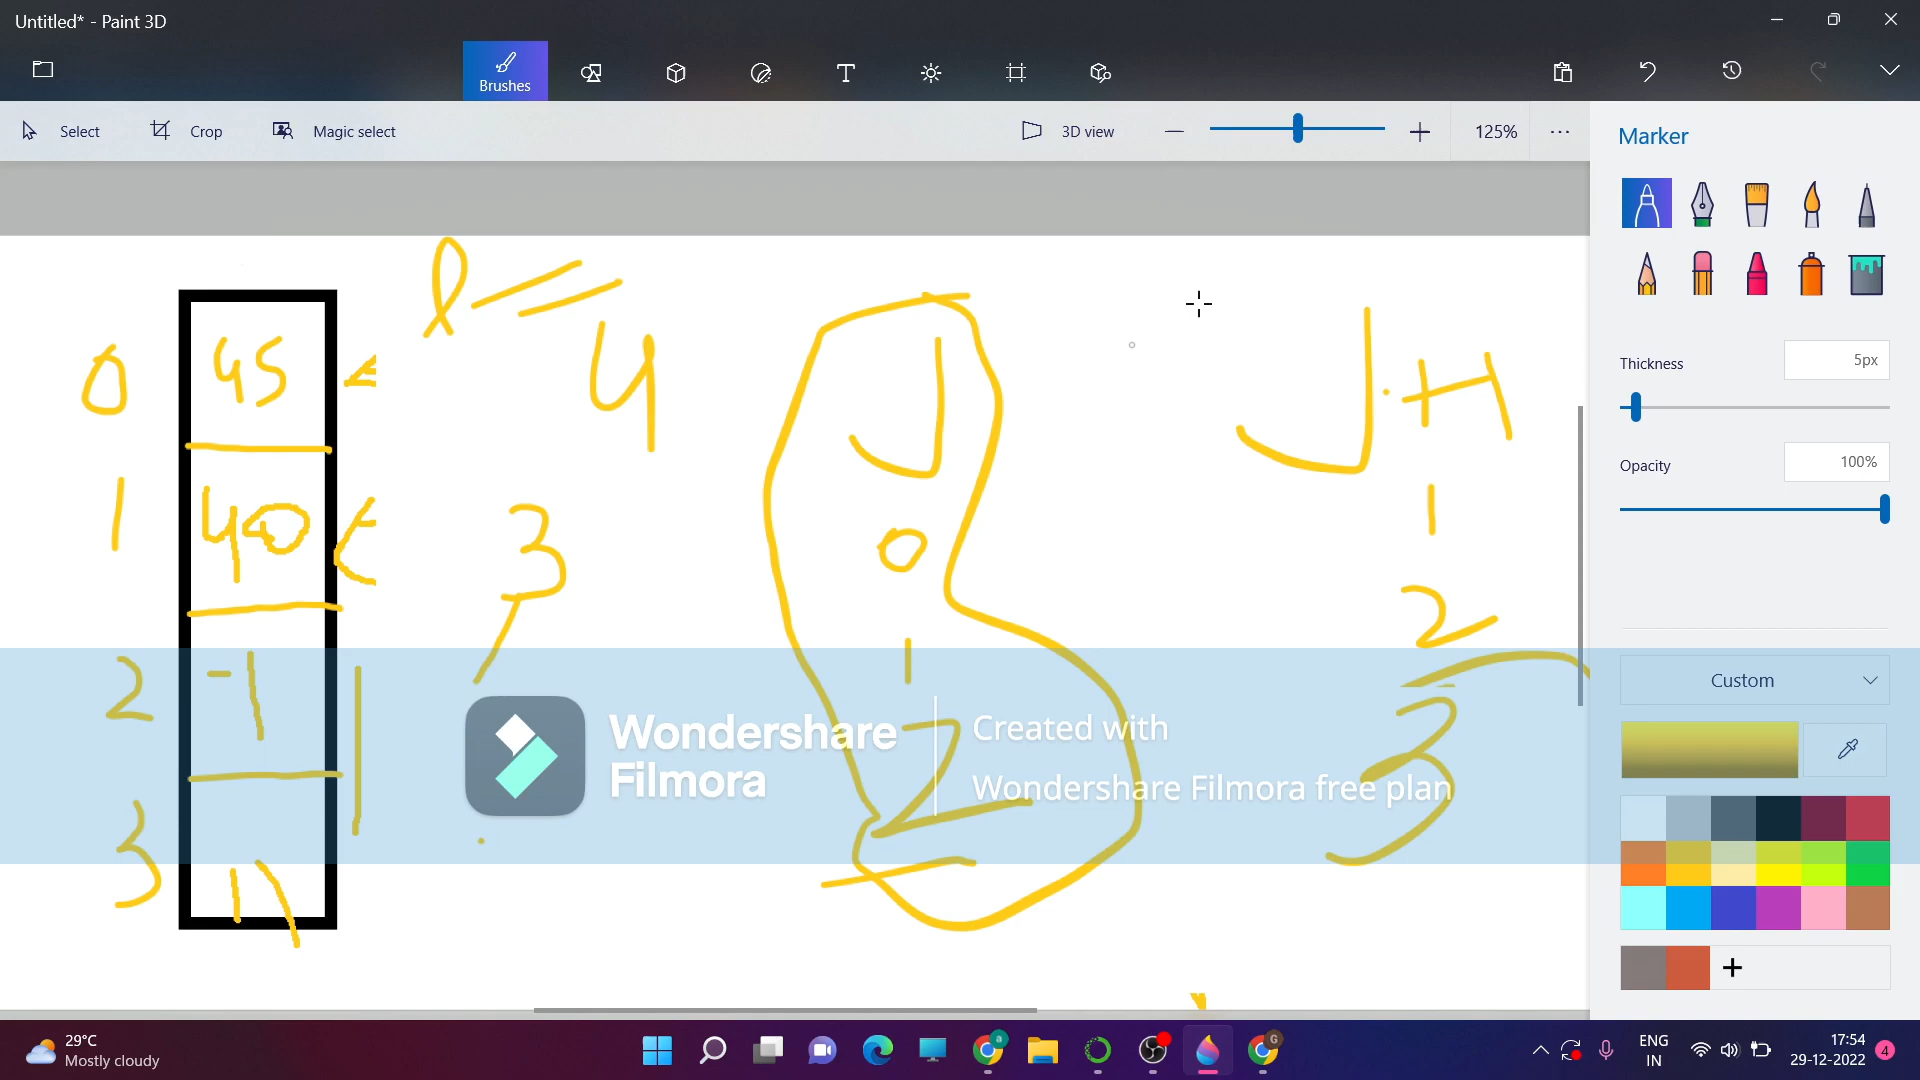 Untitled* - Paint 3D
Brushes
Select
Crop
Magic select
3D view
125%
Marker
Thickness
5px
Opacity
100%
Custom
l = 4
0
45
1
40
2
-1
3
3
J
0
1
2
J+1
1
2
3
Wondershare
Filmora
Created with
Wondershare Filmora free plan
29°C
Mostly cloudy
ENG
IN
17:54
29-12-2022
4